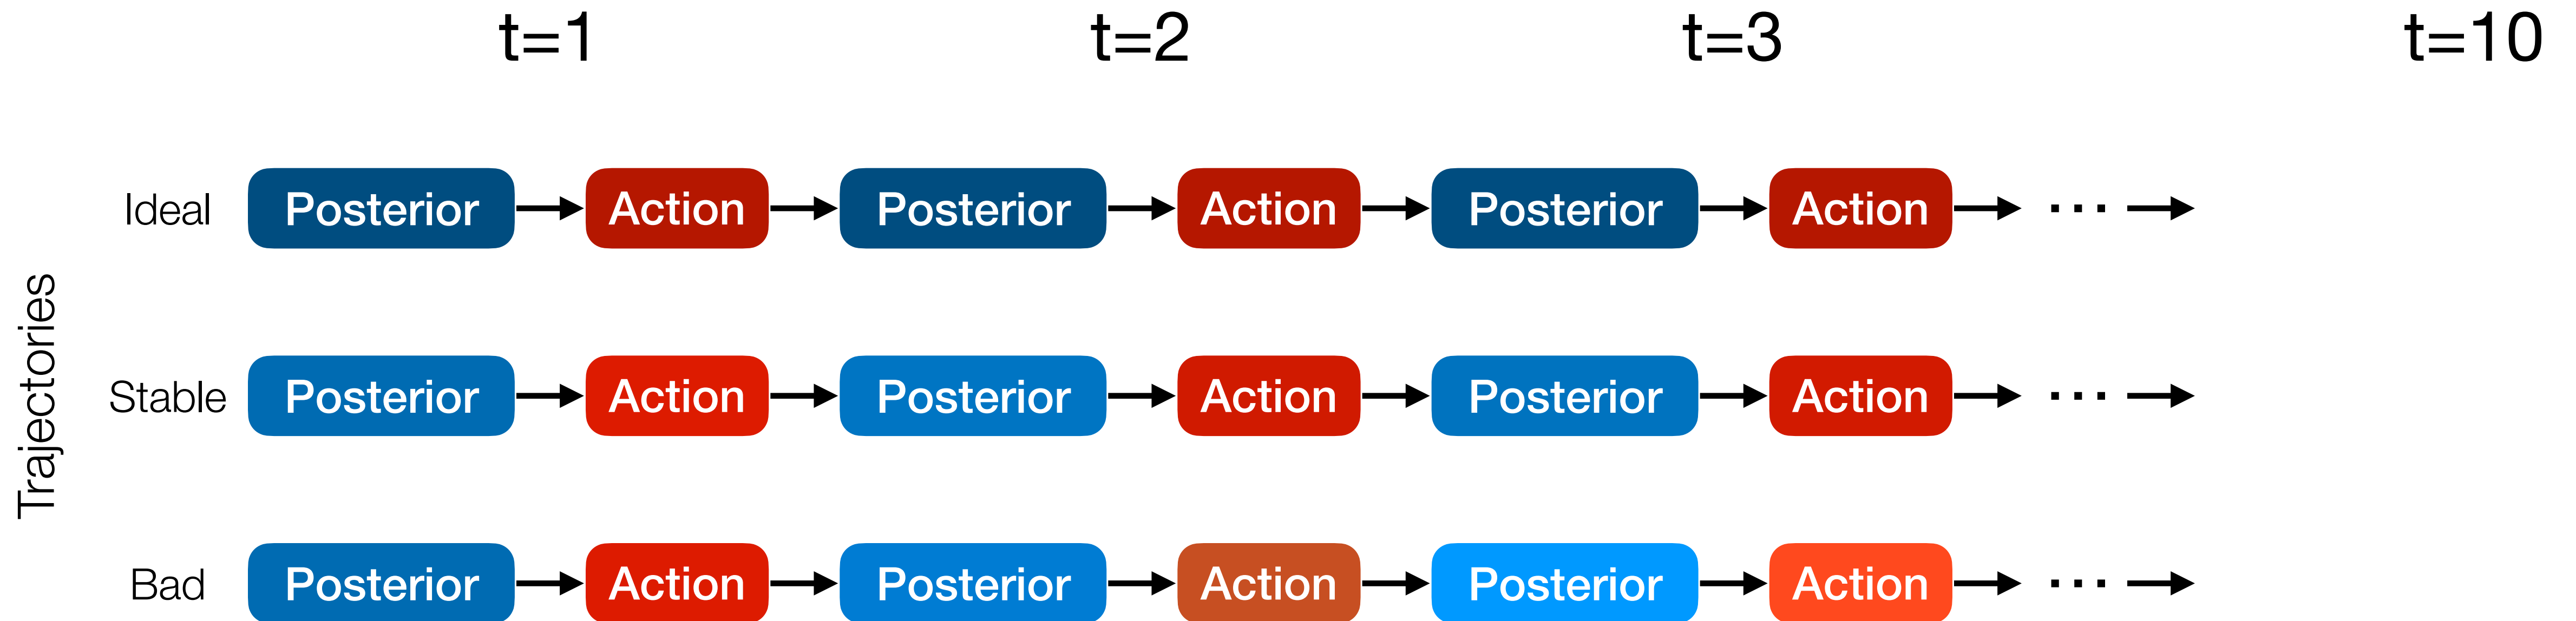 t=1 t=2 t=3 t=10
Trajectories
Ideal Posterior Action Posterior Action Posterior Action ...
Stable Posterior Action Posterior Action Posterior Action ...
Bad Posterior Action Posterior Action Posterior Action ...